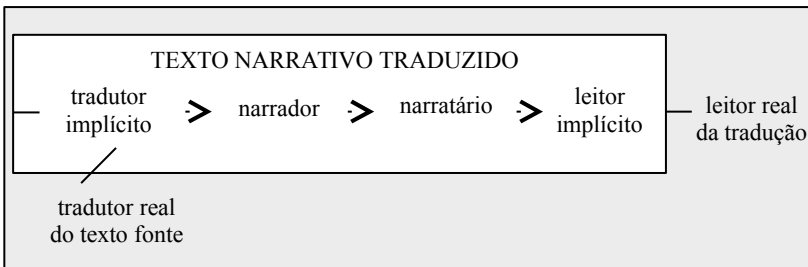 TEXTO NARRATIVO TRADUZIDO
tradutor
implícito
narrador
narratário
leitor
implícito
leitor real
da tradução
tradutor real
do texto fonte